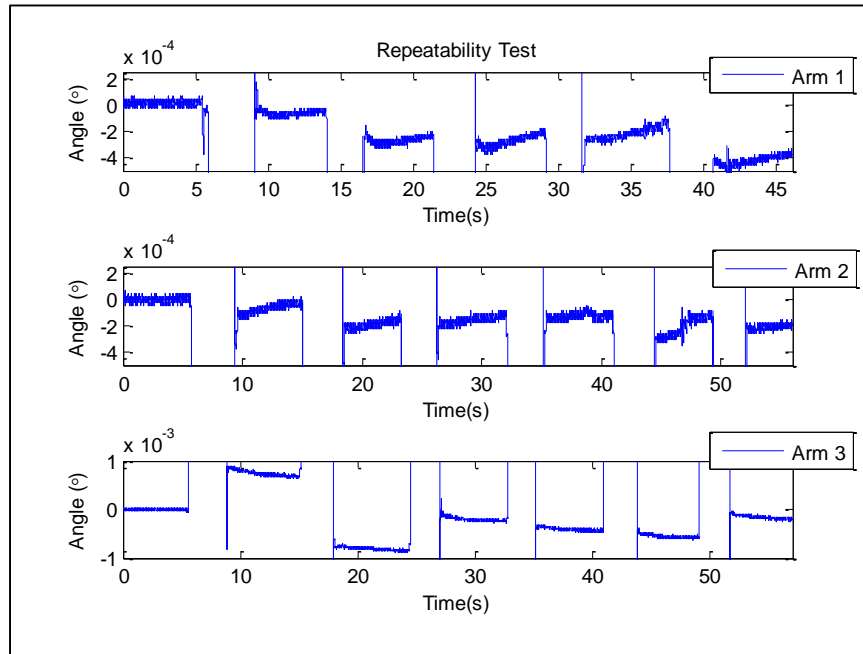 Repeatability Test
x 10^-4
Arm 1
Angle (°)
2
0
-2
-4
0 5 10 15 20 25 30 35 40 45
Time(s)
x 10^-4
Arm 2
Angle (°)
2
0
-2
-4
0 10 20 30 40 50
Time(s)
x 10^-3
Arm 3
Angle (°)
1
0
-1
0 10 20 30 40 50
Time(s)